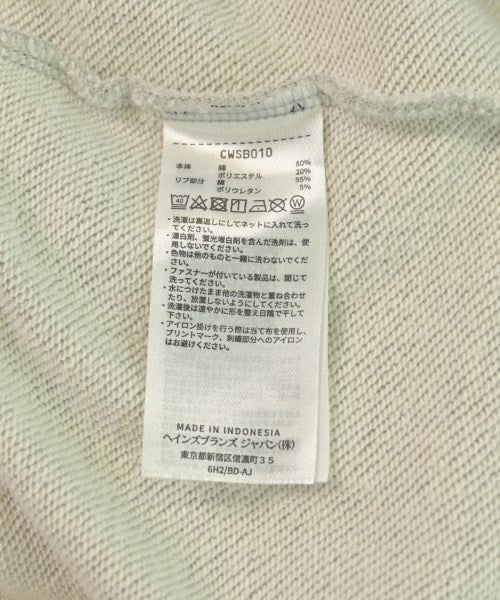 CWSB010
本体 綿 80%
ポリエステル 20%
リブ部分 綿 95%
ポリウレタン 5%
40
W
・洗濯は裏返しにしてネットに入れて洗っ
てください。
・漂白剤、蛍光増白剤を含んだ洗剤は、使
用しないでください。
・色物は他のものと一緒に洗わないでくだ
さい。
・ファスナーが付いている製品は、閉じて
洗ってください。
・水につけたまま他の洗濯物と重ね合わせ
たり、放置しないようにしてください。
・洗濯後は速やかに形を整え日陰で干して
下さい。
・アイロン掛けを行う際は当て布を使用し、
プリントマーク、刺繍部分へのアイロン
はお避けください。
MADE IN INDONESIA
ヘインズブランズ ジャパン(株)
東京都新宿区信濃町35
6H2/BD-AJ